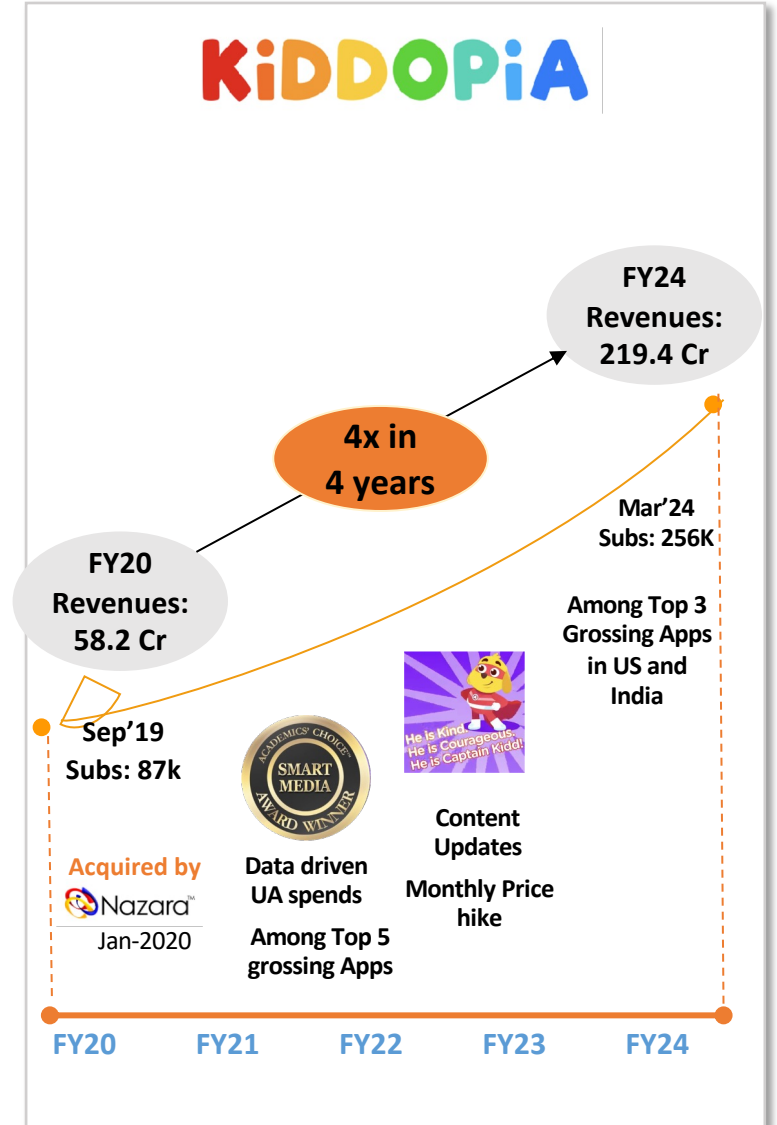 KiDDOPiA
FY24
Revenues:
219.4 Cr
4x in
4 years
Mar’24
Subs: 256K
FY20
Revenues:
58.2 Cr
Among Top 3
Grossing Apps
in US and
India
Sep’19
Subs: 87k
ACADEMICS' CHOICE™
SMART
MEDIA
AWARD WINNER
He is Kind.
He is Courageous.
He is Captain Kidd!
Content
Updates
Monthly Price
hike
Acquired by
Nazara™
Jan-2020
Data driven
UA spends
Among Top 5
grossing Apps
FY20 FY21 FY22 FY23 FY24